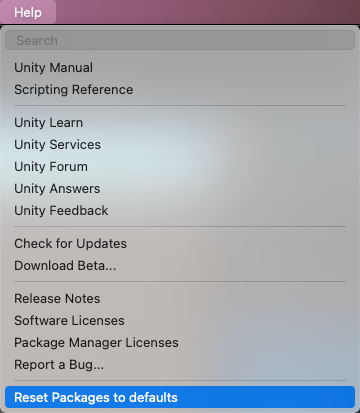 Help
Search
Unity Manual
Scripting Reference
Unity Learn
Unity Services
Unity Forum
Unity Answers
Unity Feedback
Check for Updates
Download Beta...
Release Notes
Software Licenses
Package Manager Licenses
Report a Bug...
Reset Packages to defaults